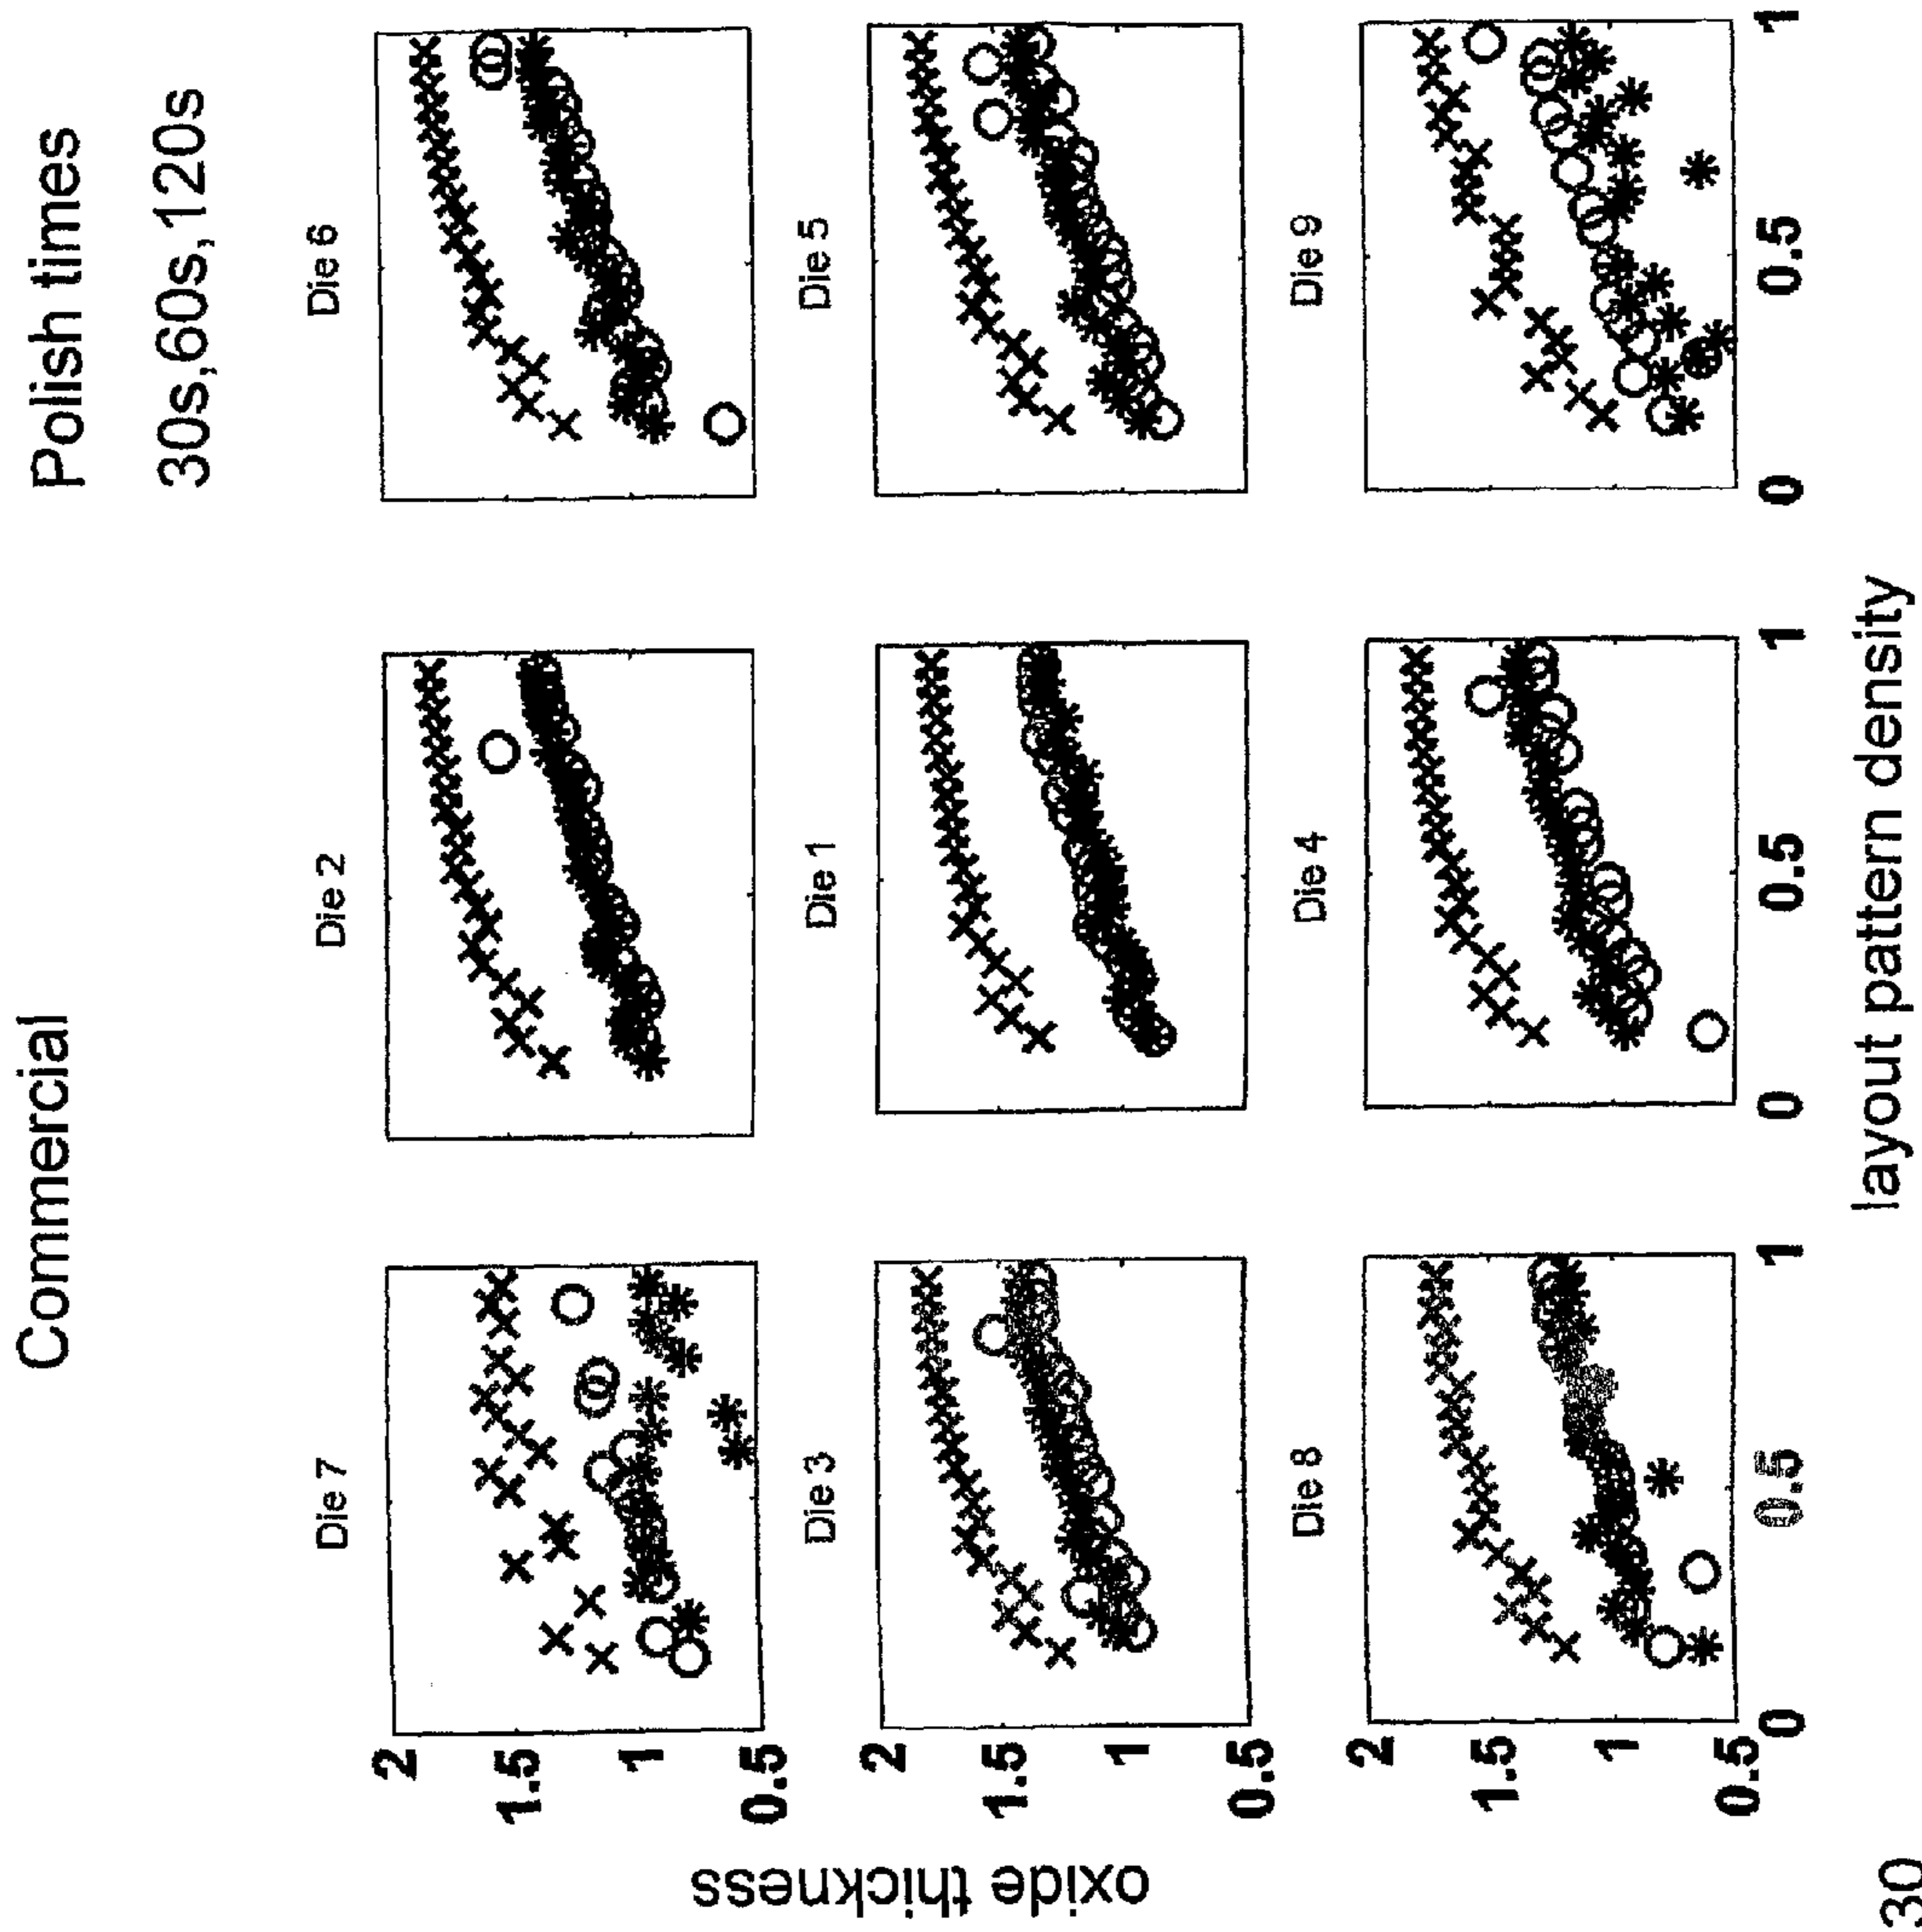 Commercial
Polish times
30s,60s,120s
Die 7
Die 2
Die 6
2
1.5
1
0.5
Die 3
Die 1
Die 5
2
1.5
1
0.5
oxide thickness
Die 8
Die 4
Die 9
2
1.5
1
0.5
0
0.5
1
0
0.5
1
0
0.5
1
layout pattern density
30